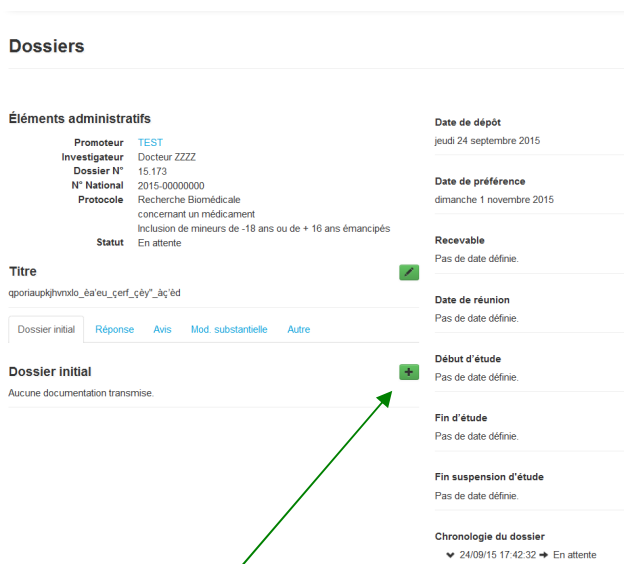 Dossiers
Éléments administratifs
Promoteur TEST
Investigateur Docteur ZZZZ
Dossier N° 15.173
N° National 2015-00000000
Protocole Recherche Biomédicale
concernant un médicament
Inclusion de mineurs de -18 ans ou de + 16 ans émancipés
Statut En attente
Titre
qporiaupkjhvnxlo_èa'eu_çerf_çèy"_àç'èd
Dossier initial Réponse Avis Mod. substantielle Autre
Dossier initial
Aucune documentation transmise.
Date de dépôt
jeudi 24 septembre 2015
Date de préférence
dimanche 1 novembre 2015
Recevable
Pas de date définie.
Date de réunion
Pas de date définie.
Début d'étude
Pas de date définie.
Fin d'étude
Pas de date définie.
Fin suspension d'étude
Pas de date définie.
Chronologie du dossier
24/09/15 17:42:32 ➔ En attente